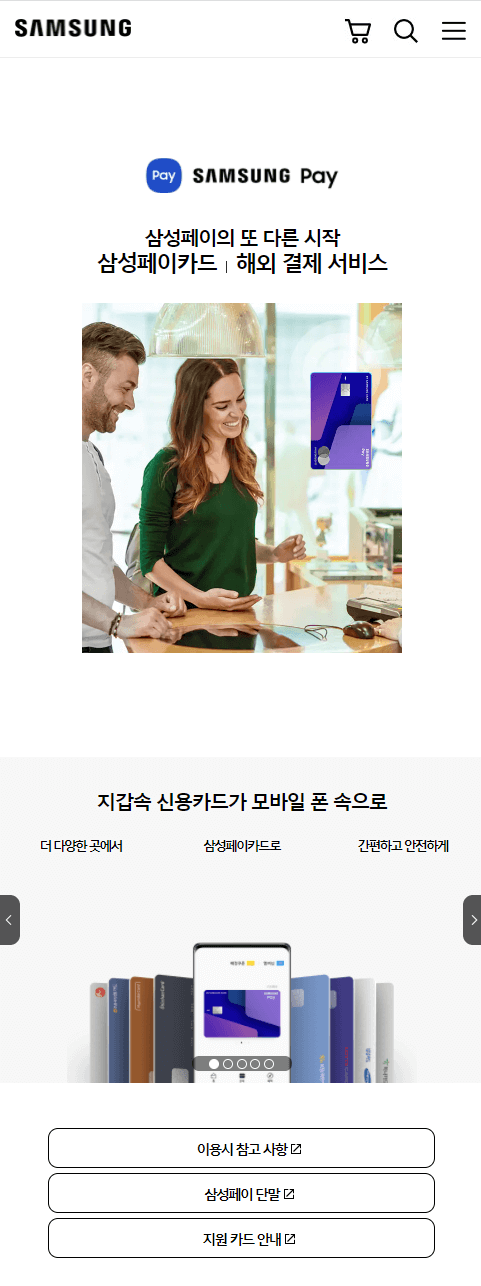 SAMSUNG
Pay SAMSUNG Pay
삼성페이의 또 다른 시작
삼성페이카드 | 해외 결제 서비스
지갑속 신용카드가 모바일 폰 속으로
더 다양한 곳에서 삼성페이카드로 간편하고 안전하게
이용시 참고 사항
삼성페이 단말
지원 카드 안내